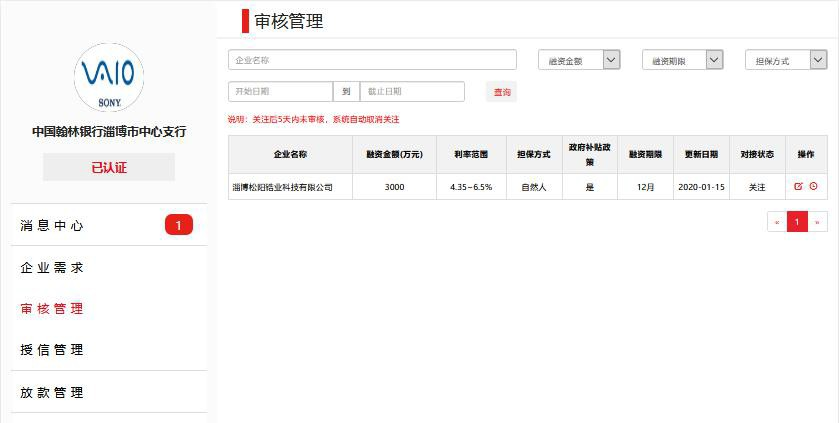 VAIO
SONY
中国翰林银行淄博市中心支行
已认证
消息中心 1
企业需求
审核管理
授信管理
放款管理
审核管理
企业名称 融资金额 融资期限 担保方式
开始日期 到 截止日期 查询
说明：关注后5天内未审核，系统自动取消关注
企业名称 融资金额(万元) 利率范围 担保方式 政府补贴政策 融资期限 更新日期 对接状态 操作
淄博松阳锆业科技有限公司 3000 4.35~6.5% 自然人 是 12月 2020-01-15 关注
« 1 »